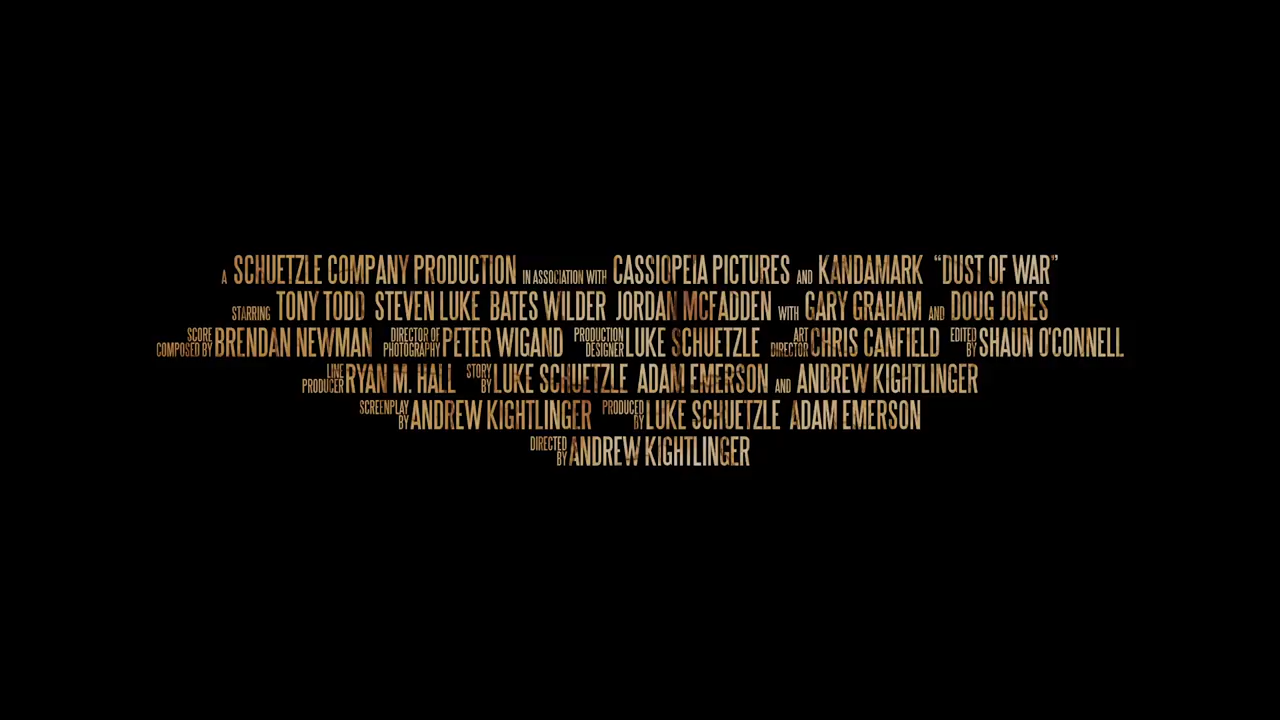 A SCHUETZLE COMPANY PRODUCTION IN ASSOCIATION WITH CASSIOPEIA PICTURES AND KANDAMARK “DUST OF WAR”
STARRING TONY TODD STEVEN LUKE BATES WILDER JORDAN MCFADDEN WITH GARY GRAHAM AND DOUG JONES
SCORE COMPOSED BY BRENDAN NEWMAN DIRECTOR OF PHOTOGRAPHY PETER WIGAND PRODUCTION DESIGNER LUKE SCHUETZLE ART DIRECTOR CHRIS CANFIELD EDITED BY SHAUN O'CONNELL
LINE PRODUCER RYAN M. HALL STORY BY LUKE SCHUETZLE ADAM EMERSON AND ANDREW KIGHTLINGER
SCREENPLAY BY ANDREW KIGHTLINGER PRODUCED BY LUKE SCHUETZLE ADAM EMERSON
DIRECTED BY ANDREW KIGHTLINGER